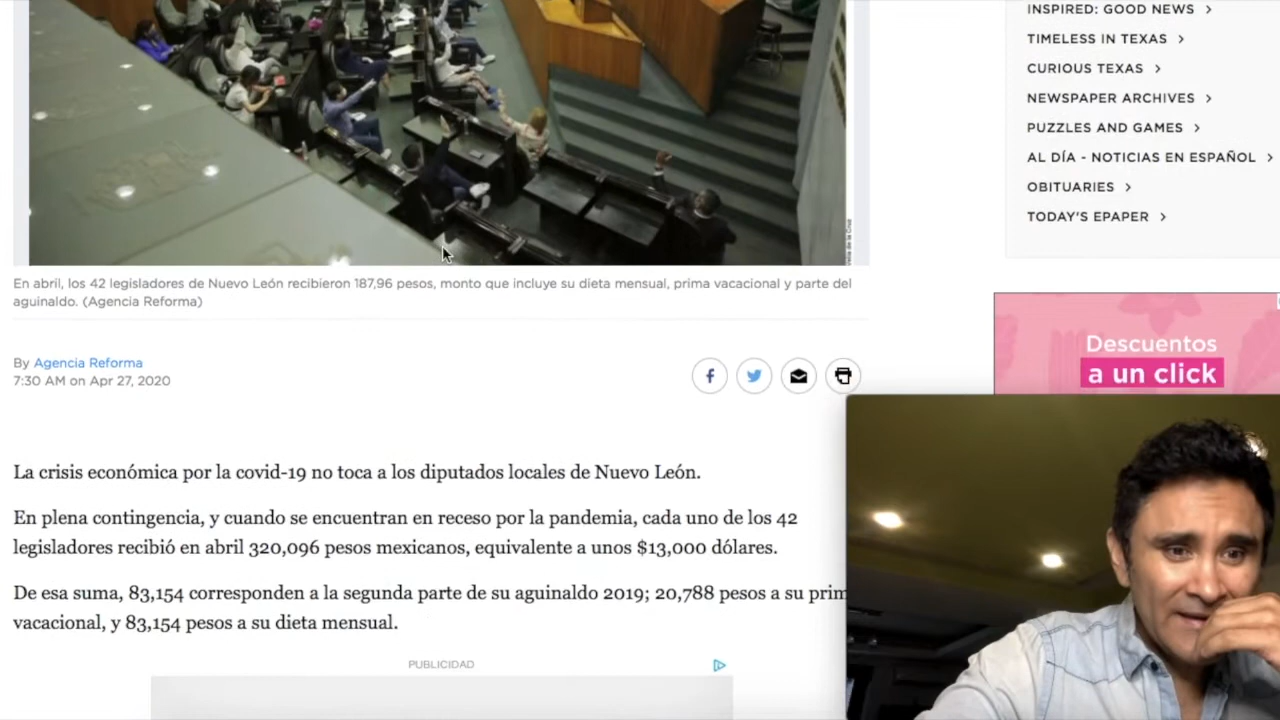 INSPIRED: GOOD NEWS >
TIMELESS IN TEXAS >
CURIOUS TEXAS >
NEWSPAPER ARCHIVES >
PUZZLES AND GAMES >
AL DÍA - NOTICIAS EN ESPAÑOL >
OBITUARIES >
TODAY'S EPAPER >
En abril, los 42 legisladores de Nuevo León recibieron 187,96 pesos, monto que incluye su dieta mensual, prima vacacional y parte del
aguinaldo. (Agencia Reforma)
By Agencia Reforma
7:30 AM on Apr 27, 2020
Descuentos
a un click
La crisis económica por la covid-19 no toca a los diputados locales de Nuevo León.
En plena contingencia, y cuando se encuentran en receso por la pandemia, cada uno de los 42
legisladores recibió en abril 320,096 pesos mexicanos, equivalente a unos $13,000 dólares.
De esa suma, 83,154 corresponden a la segunda parte de su aguinaldo 2019; 20,788 pesos a su prim
vacacional, y 83,154 pesos a su dieta mensual.
PUBLICIDAD